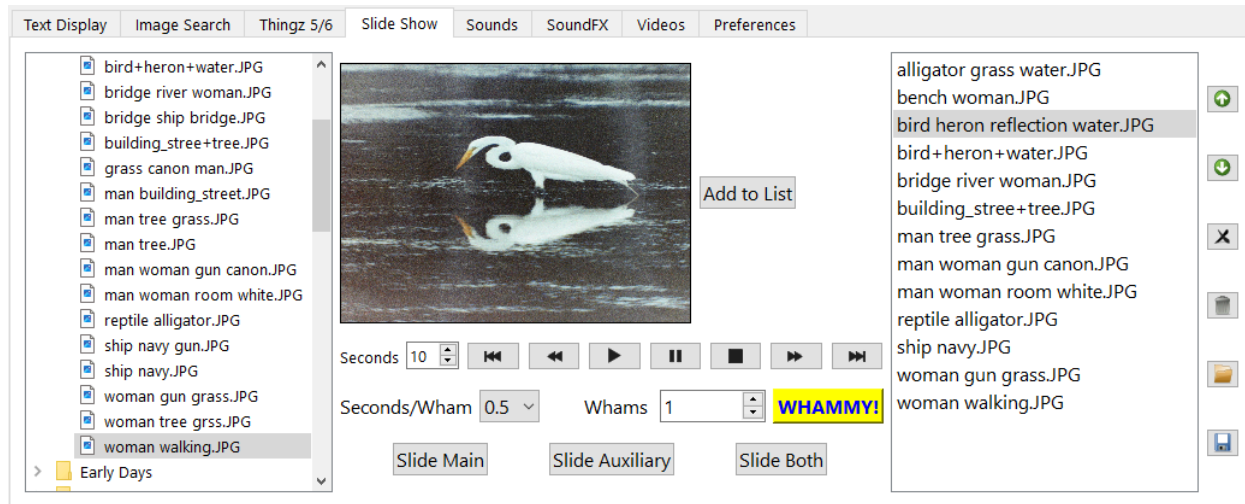 Text Display Image Search Thingz 5/6 Slide Show Sounds SoundFX Videos Preferences
bird+heron+water.JPG
bridge river woman.JPG
bridge ship bridge.JPG
building_stree+tree.JPG
grass canon man.JPG
man building_street.JPG
man tree grass.JPG
man tree.JPG
man woman gun canon.JPG
man woman room white.JPG
reptile alligator.JPG
ship navy gun.JPG
ship navy.JPG
woman gun grass.JPG
woman tree grss.JPG
woman walking.JPG
Early Days
Add to List
Seconds 10
Seconds/Wham 0.5 Whams 1 WHAMMY!
Slide Main Slide Auxiliary Slide Both
alligator grass water.JPG
bench woman.JPG
bird heron reflection water.JPG
bird+heron+water.JPG
bridge river woman.JPG
building_stree+tree.JPG
man tree grass.JPG
man woman gun canon.JPG
man woman room white.JPG
reptile alligator.JPG
ship navy.JPG
woman gun grass.JPG
woman walking.JPG